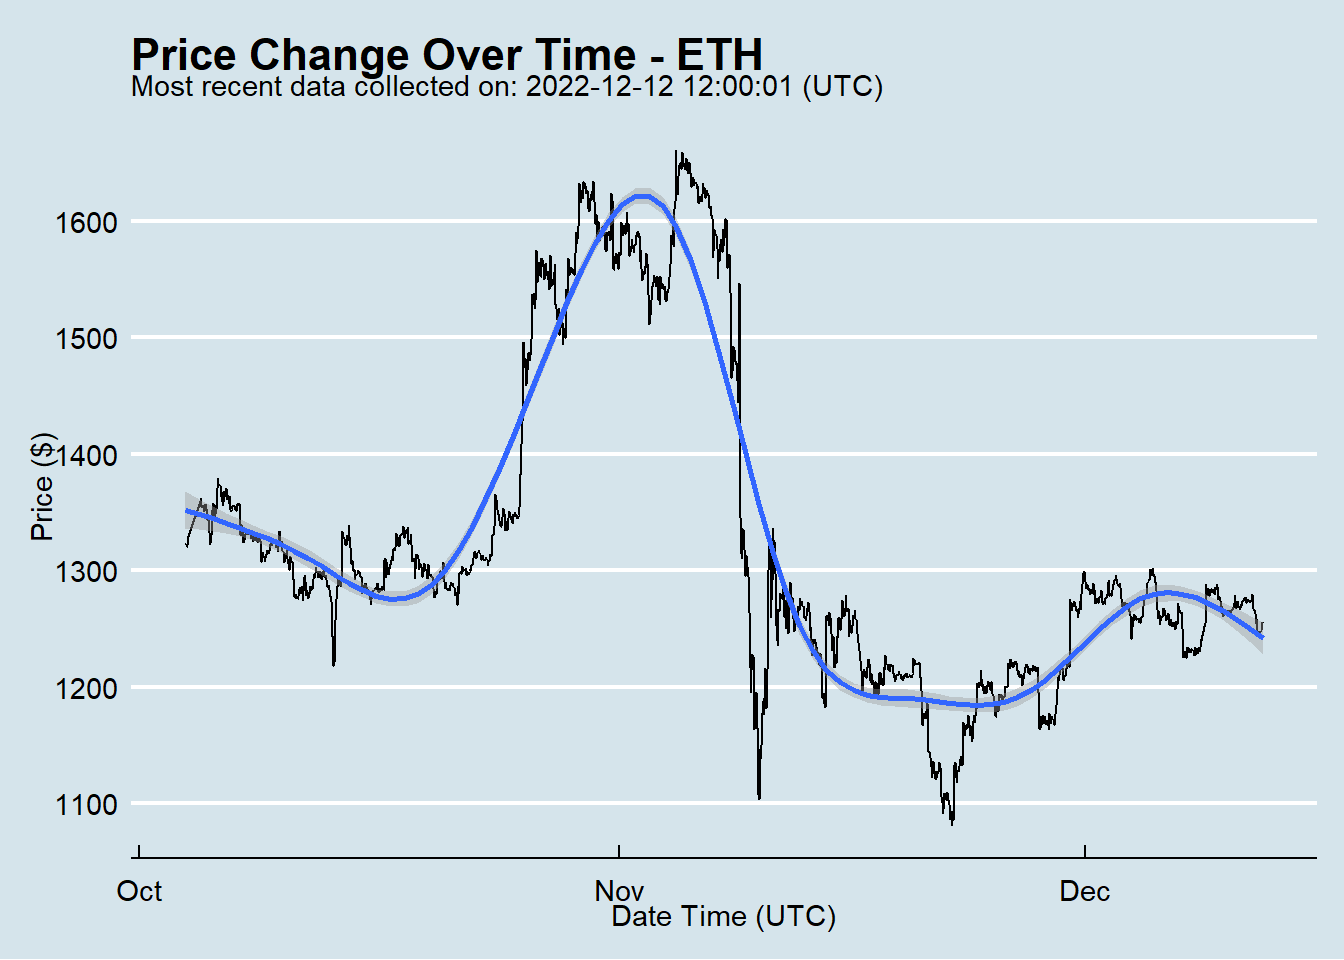 Price Change Over Time - ETH
Most recent data collected on: 2022-12-12 12:00:01 (UTC)
Price ($)
1600
1500
1400
1300
1200
1100
Oct
Nov
Dec
Date Time (UTC)